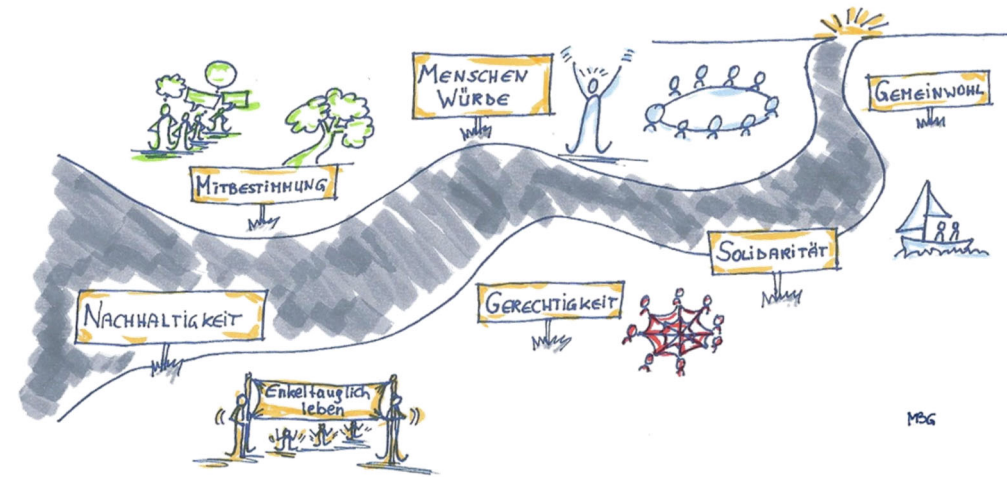 MENSCHEN
WÜRDE
GEMEINWOHL
MITBESTIMMUNG
SOLIDARITÄT
NACHHALTIGKEIT
GERECHTIGKEIT
Enkeltauglich
leben
MBG